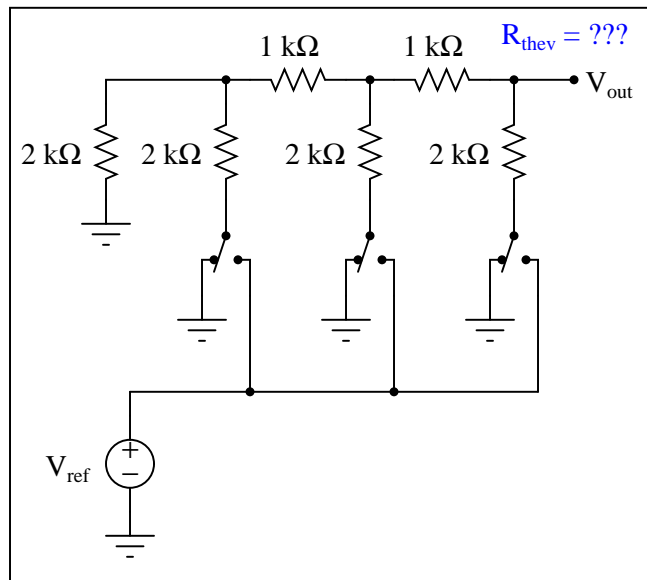 R_thev = ???
1 kΩ 1 kΩ
V_out
2 kΩ 2 kΩ 2 kΩ 2 kΩ
V_ref
+
−